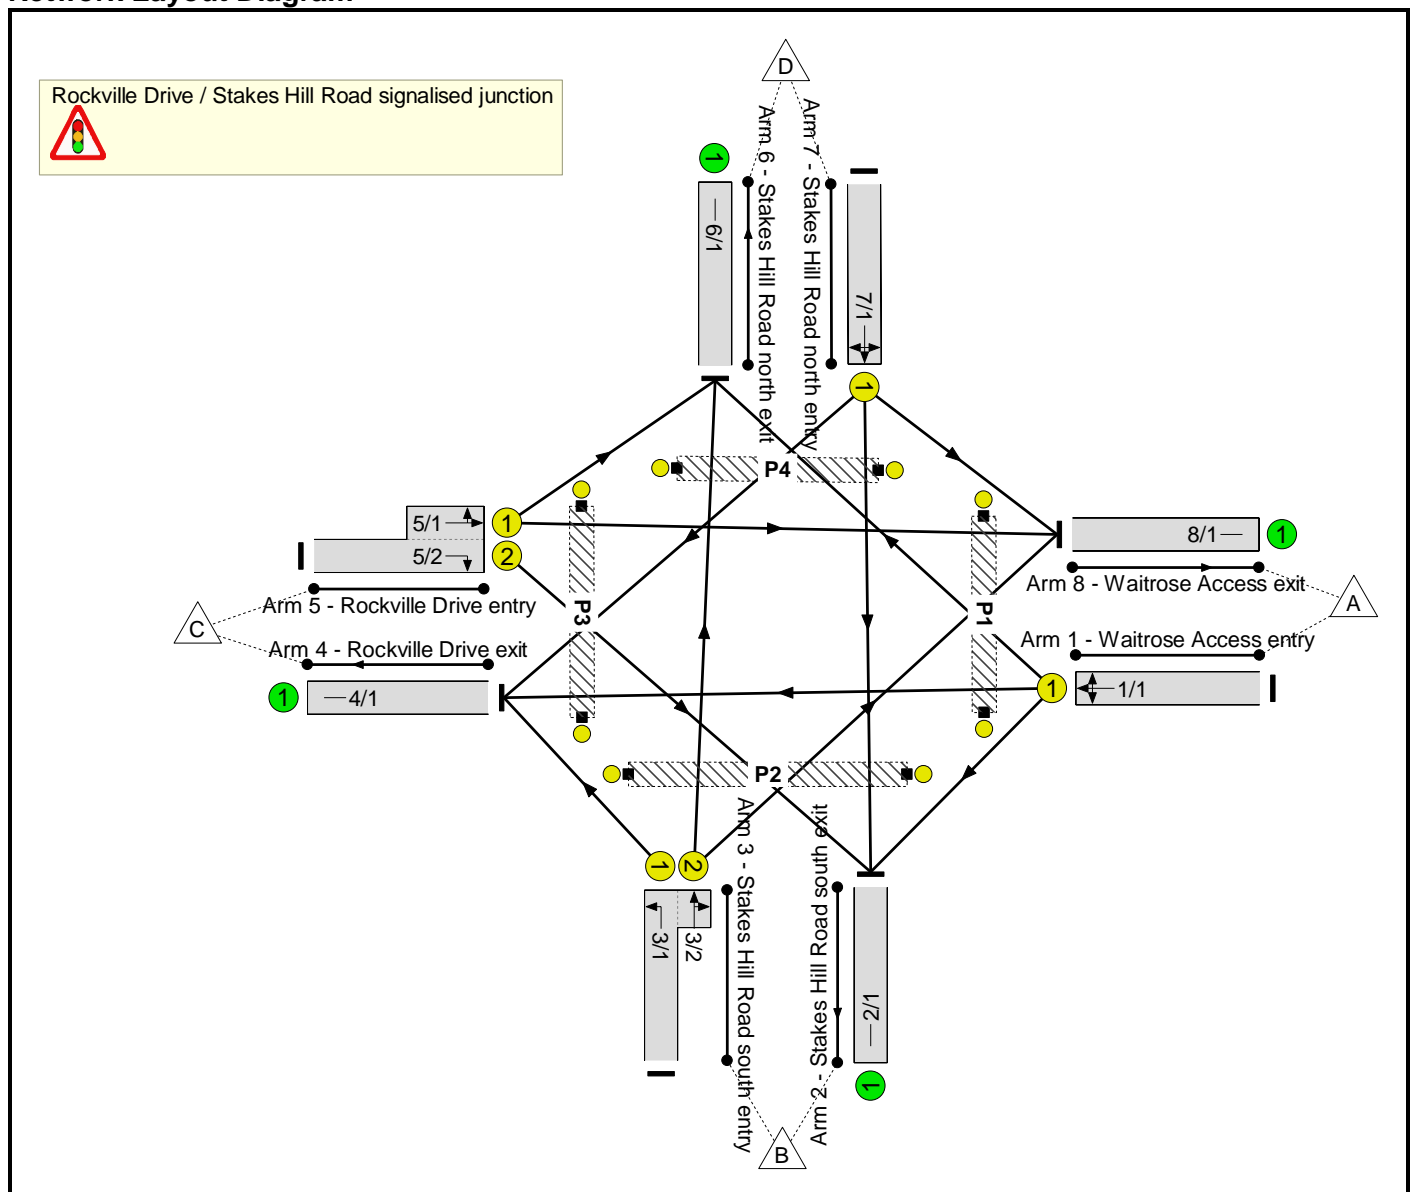 Network Layout Diagram
Rockville Drive / Stakes Hill Road signalised junction
D
Arm 6 - Stakes Hill Road north exit
Arm 7 - Stakes Hill Road north entry
1
6/1
7/1
1
P4
5/1
1
5/2
2
Arm 5 - Rockville Drive entry
C
Arm 4 - Rockville Drive exit
1
4/1
P3
P1
8/1
1
Arm 8 - Waitrose Access exit
A
Arm 1 - Waitrose Access entry
1
1/1
P2
1
2
3/1
3/2
Arm 3 - Stakes Hill Road south entry
Arm 2 - Stakes Hill Road south exit
2/1
1
B